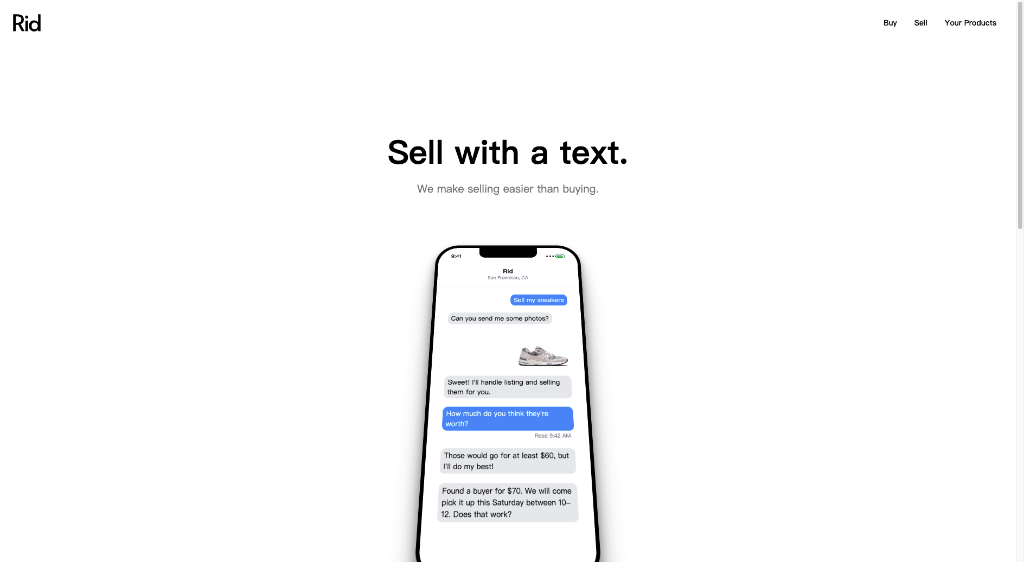 Rid
Buy Sell Your Products
Sell with a text.
We make selling easier than buying.
9:41
Rid
San Francisco, CA
Sell my sneakers
Can you send me some photos?
Sweet! I'll handle listing and selling
them for you.
How much do you think they're
worth?
Read 9:42 AM
Those would go for at least $60, but
I'll do my best!
Found a buyer for $70. We will come
pick it up this Saturday between 10–
12. Does that work?